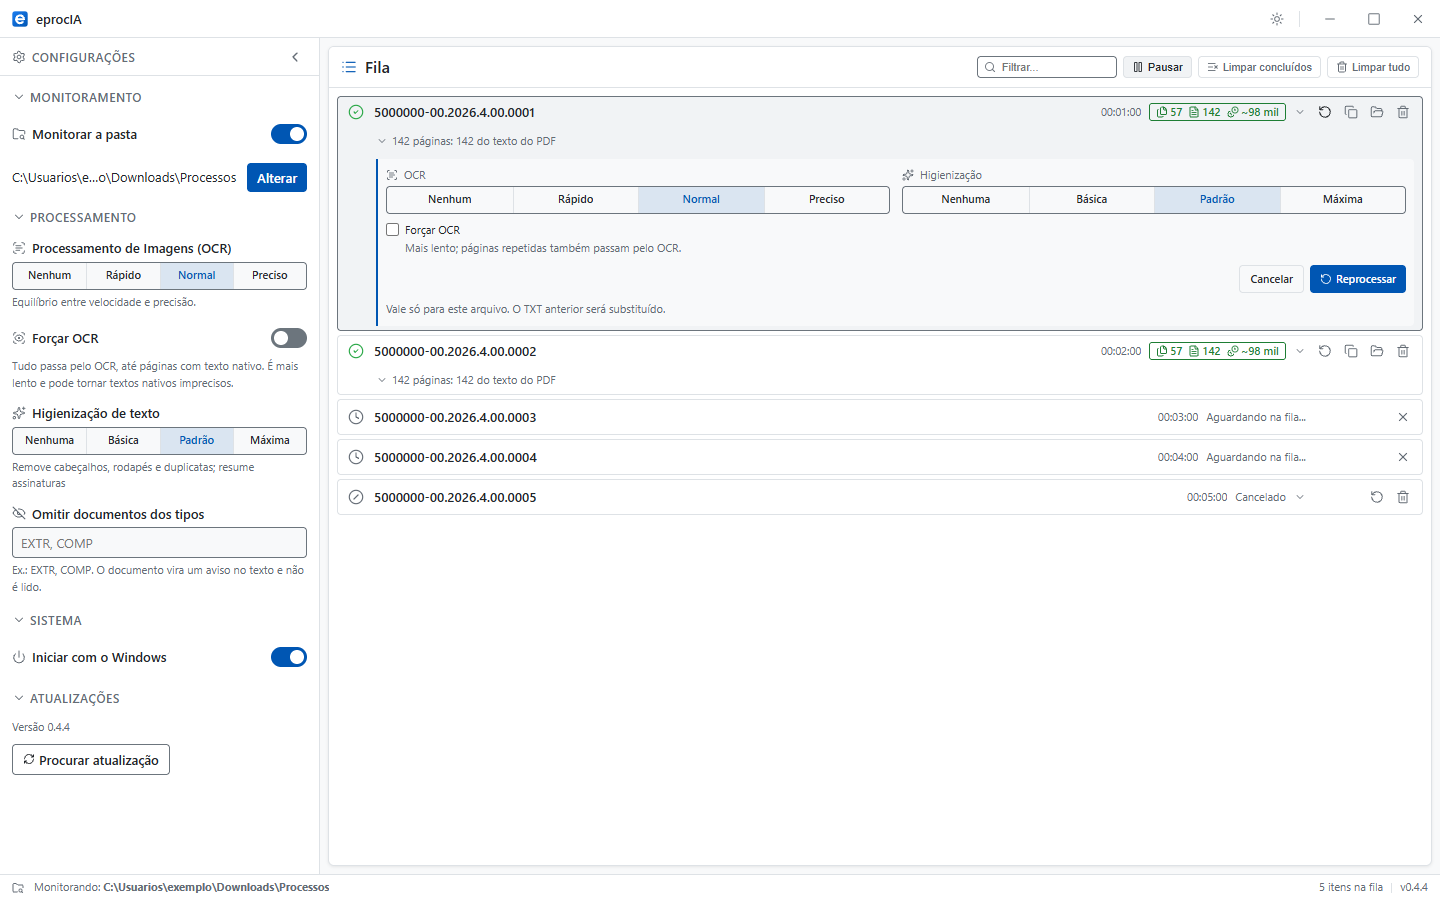 eprocIA
CONFIGURAÇÕES
MONITORAMENTO
Monitorar a pasta
C:\Usuarios\e...o\Downloads\Processos
Alterar
PROCESSAMENTO
Processamento de Imagens (OCR)
Nenhum Rápido Normal Preciso
Equilíbrio entre velocidade e precisão.
Forçar OCR
Tudo passa pelo OCR, até páginas com texto nativo. É mais
lento e pode tornar textos nativos imprecisos.
Higienização de texto
Nenhuma Básica Padrão Máxima
Remove cabeçalhos, rodapés e duplicatas; resume
assinaturas
Omitir documentos dos tipos
EXTR, COMP
Ex.: EXTR, COMP. O documento vira um aviso no texto e não
é lido.
SISTEMA
Iniciar com o Windows
ATUALIZAÇÕES
Versão 0.4.4
Procurar atualização
Fila
Filtrar...
Pausar
Limpar concluídos
Limpar tudo
5000000-00.2026.4.00.0001 00:01:00 57 142 ~98 mil
142 páginas: 142 do texto do PDF
OCR
Nenhum Rápido Normal Preciso
Higienização
Nenhuma Básica Padrão Máxima
Forçar OCR
Mais lento; páginas repetidas também passam pelo OCR.
Cancelar Reprocessar
Vale só para este arquivo. O TXT anterior será substituído.
5000000-00.2026.4.00.0002 00:02:00 57 142 ~98 mil
142 páginas: 142 do texto do PDF
5000000-00.2026.4.00.0003 00:03:00 Aguardando na fila...
5000000-00.2026.4.00.0004 00:04:00 Aguardando na fila...
5000000-00.2026.4.00.0005 00:05:00 Cancelado
Monitorando: C:\Usuarios\exemplo\Downloads\Processos
5 itens na fila v0.4.4